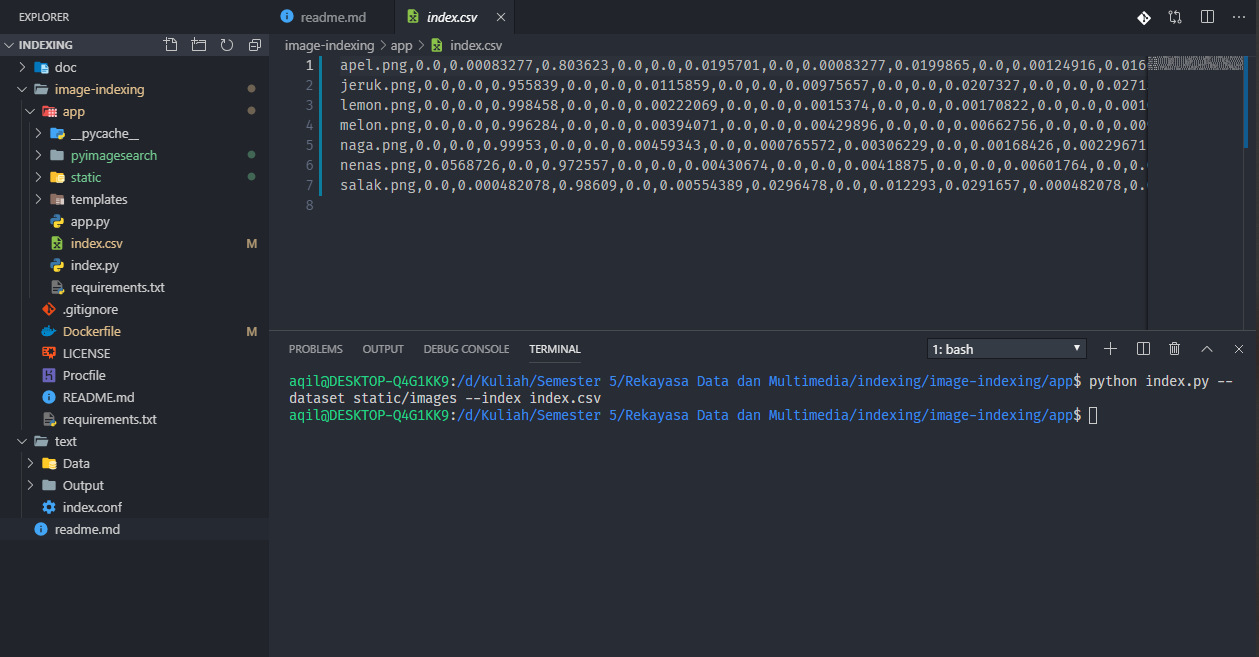 EXPLORER
INDEXING
doc
image-indexing
app
__pycache__
pyimagesearch
static
templates
app.py
index.csv M
index.py
requirements.txt
.gitignore
Dockerfile M
LICENSE
Procfile
README.md
requirements.txt
text
Data
Output
index.conf
readme.md
readme.md index.csv
image-indexing > app > index.csv
1 apel.png,0.0,0.00083277,0.803623,0.0,0.0,0.0195701,0.0,0.00083277,0.0199865,0.0,0.00124916,0.016
2 jeruk.png,0.0,0.0,0.955839,0.0,0.0,0.0115859,0.0,0.0,0.00975657,0.0,0.0,0.0207327,0.0,0.0,0.0271
3 lemon.png,0.0,0.0,0.998458,0.0,0.0,0.00222069,0.0,0.0,0.0015374,0.0,0.0,0.00170822,0.0,0.0,0.001
4 melon.png,0.0,0.0,0.996284,0.0,0.0,0.00394071,0.0,0.0,0.00429896,0.0,0.0,0.00662756,0.0,0.0,0.00
5 naga.png,0.0,0.0,0.99953,0.0,0.0,0.00459343,0.0,0.000765572,0.00306229,0.0,0.00168426,0.00229671
6 nenas.png,0.0568726,0.0,0.972557,0.0,0.0,0.00430674,0.0,0.0,0.00418875,0.0,0.0,0.00601764,0.0,0.
7 salak.png,0.0,0.000482078,0.98609,0.0,0.00554389,0.0296478,0.0,0.012293,0.0291657,0.000482078,0.
8
PROBLEMS OUTPUT DEBUG CONSOLE TERMINAL 1: bash
aqil@DESKTOP-Q4G1KK9:/d/Kuliah/Semester 5/Rekayasa Data dan Multimedia/indexing/image-indexing/app$ python index.py --
dataset static/images --index index.csv
aqil@DESKTOP-Q4G1KK9:/d/Kuliah/Semester 5/Rekayasa Data dan Multimedia/indexing/image-indexing/app$